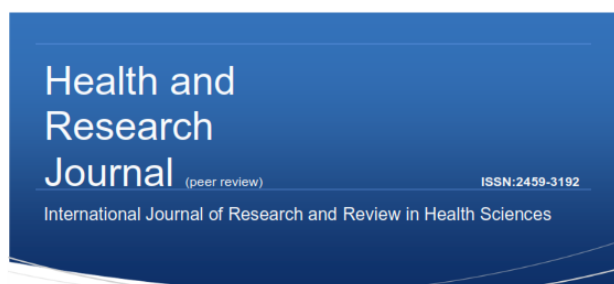 Health and
Research
Journal (peer review) ISSN:2459-3192
International Journal of Research and Review in Health Sciences